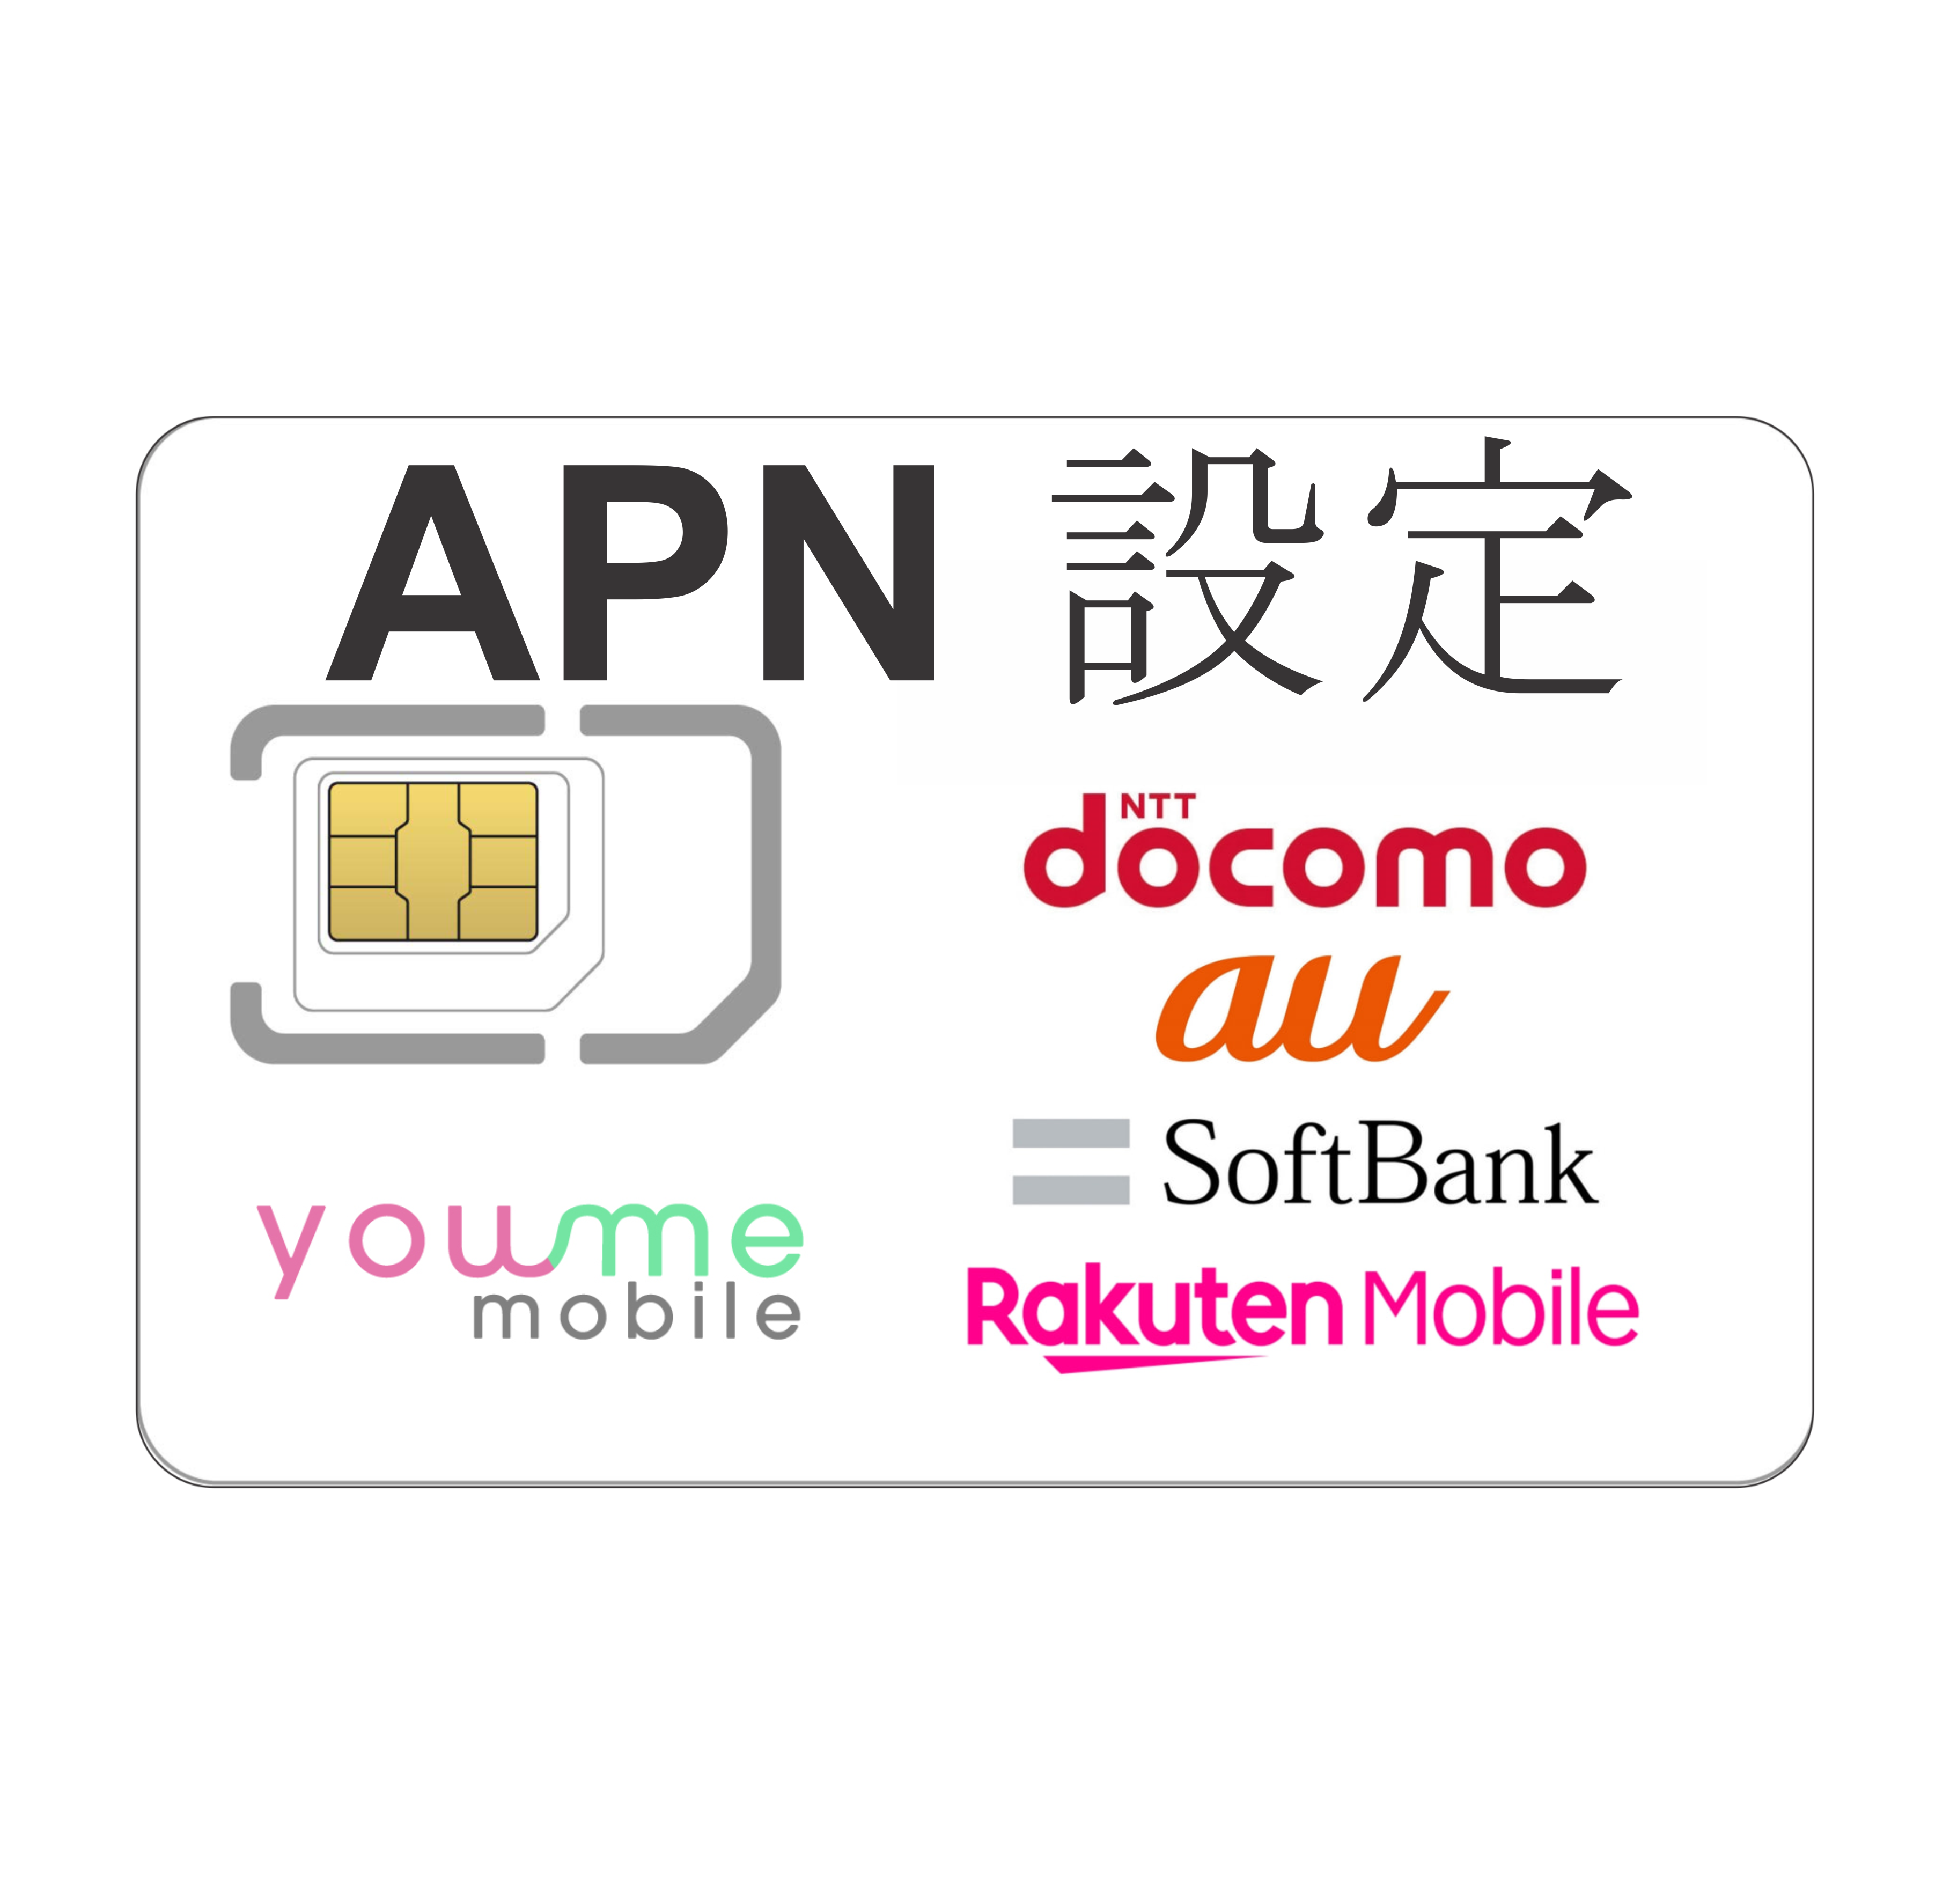 APN 設定
NTT
docomo
au
SoftBank
Rakuten Mobile
youme
mobile